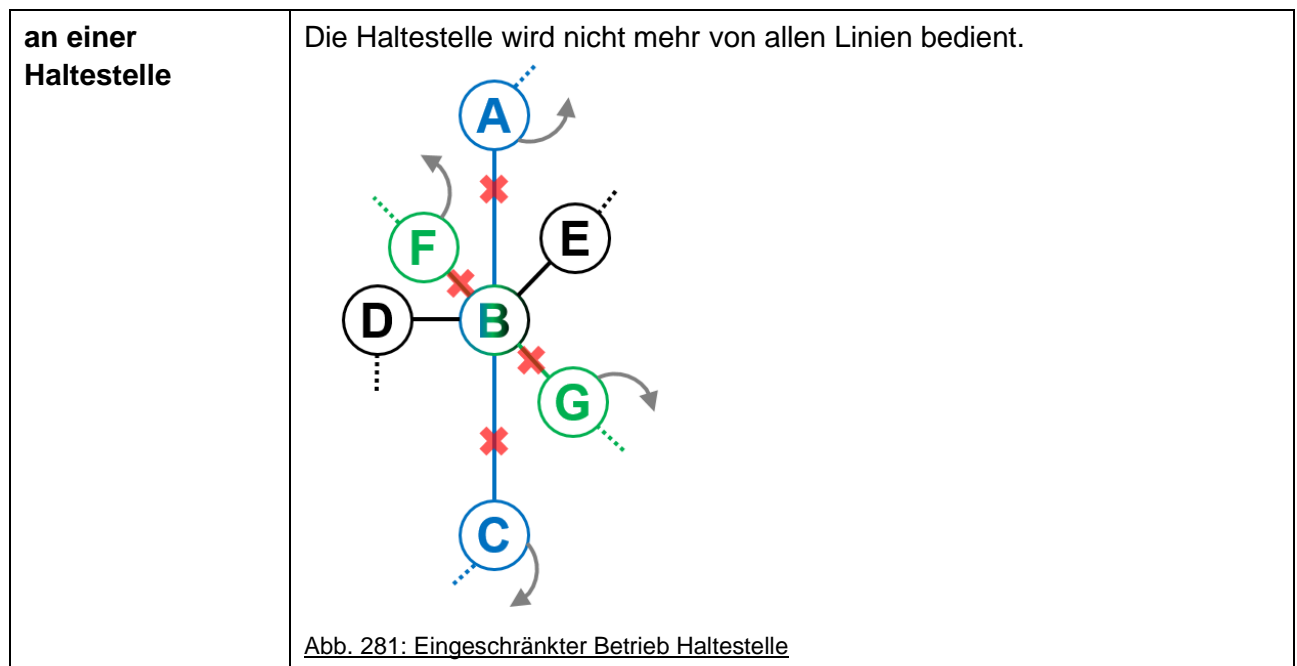 an einer
Haltestelle
Die Haltestelle wird nicht mehr von allen Linien bedient.
A
F
E
D
B
G
C
Abb. 281: Eingeschränkter Betrieb Haltestelle